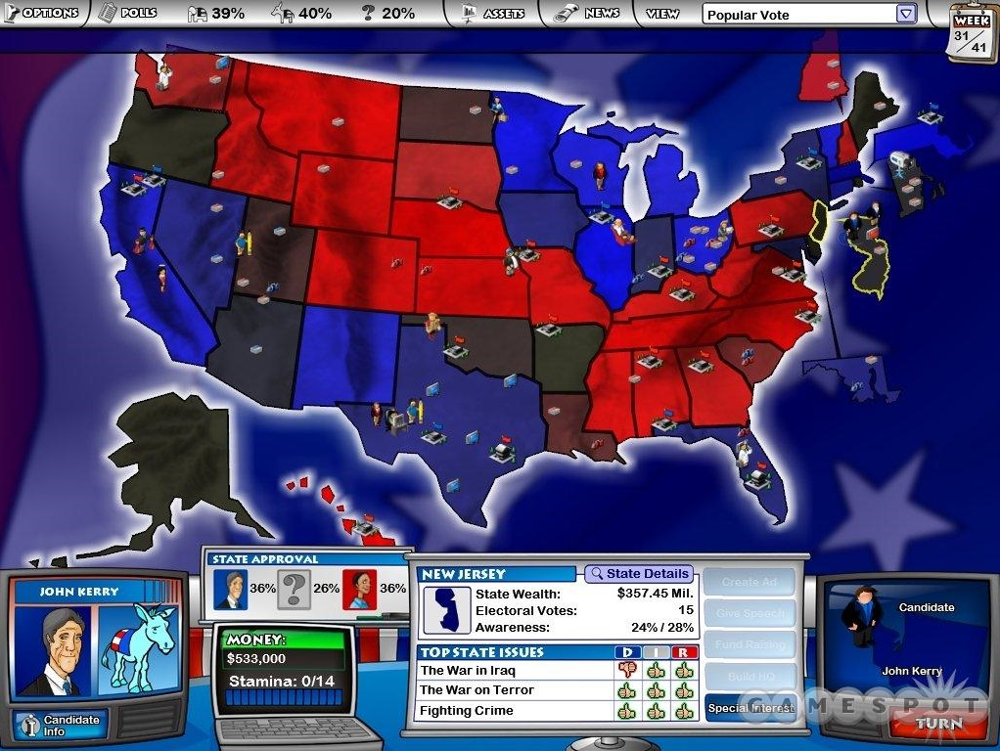 OPTIONS POLLS 39% 40% ? 20% ASSETS NEWS VIEW Popular Vote
WEEK
31
/ 41
STATE APPROVAL
36% ? 26% 36%
JOHN KERRY
Candidate
Info
MONEY:
$533,000
Stamina: 0/14
NEW JERSEY State Details
State Wealth: $357.45 Mil.
Electoral Votes: 15
Awareness: 24% / 28%
TOP STATE ISSUES D I R
The War in Iraq
The War on Terror
Fighting Crime
Create Ad
Give Speech
Fund Raising
Build HQ
Special Interest
Candidate
John Kerry
GAMESPOT
TURN